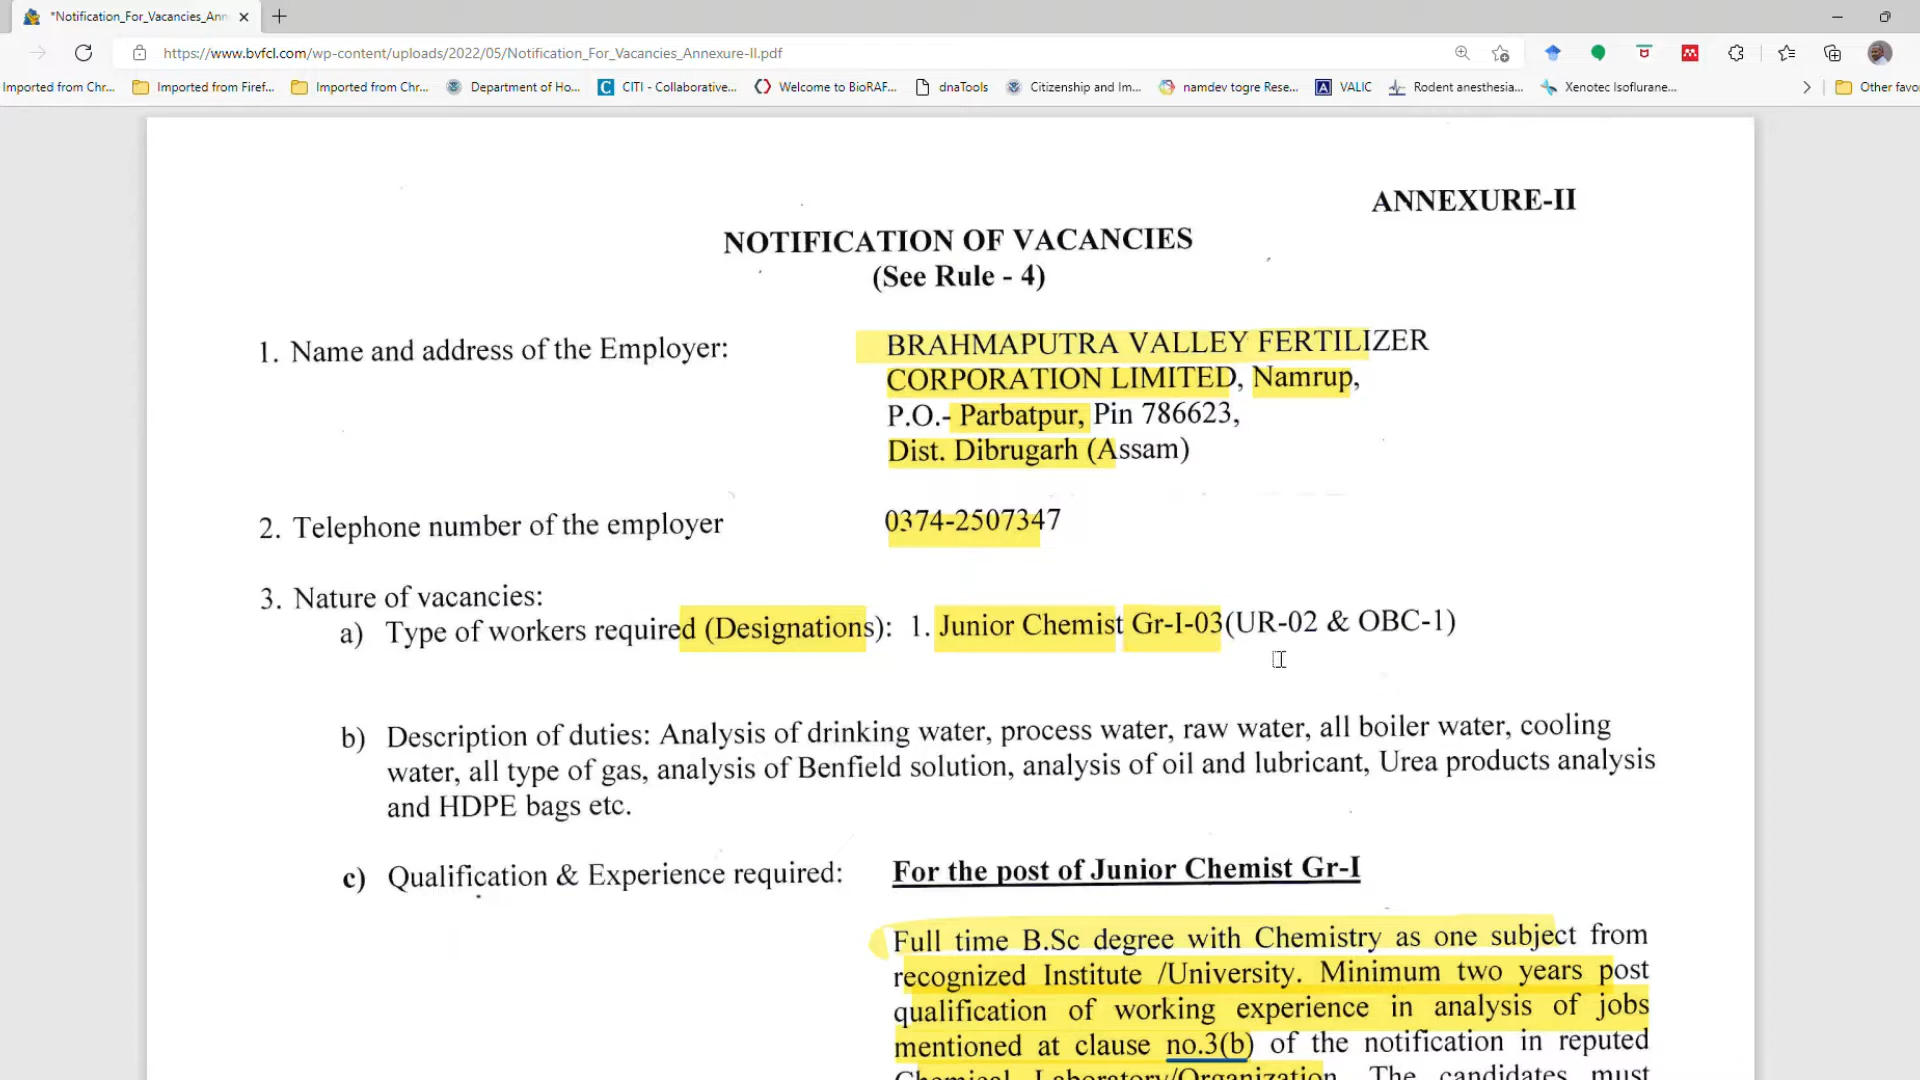 *Notification_For_Vacancies_Ann
https://www.bvfcl.com/wp-content/uploads/2022/05/Notification_For_Vacancies_Annexure-II.pdf
Imported from Chr...
Imported from Firef...
Imported from Chr...
Department of Ho...
CITI - Collaborative...
Welcome to BioRAF...
dnaTools
Citizenship and Im...
namdev togre Rese...
VALIC
Rodent anesthesia...
Xenotec Isoflurane...
Other favo
ANNEXURE-II
NOTIFICATION OF VACANCIES
(See Rule - 4)
1. Name and address of the Employer: BRAHMAPUTRA VALLEY FERTILIZER
CORPORATION LIMITED, Namrup,
P.O.- Parbatpur, Pin 786623,
Dist. Dibrugarh (Assam)
2. Telephone number of the employer 0374-2507347
3. Nature of vacancies:
a) Type of workers required (Designations): 1. Junior Chemist Gr-I-03(UR-02 & OBC-1)
b) Description of duties: Analysis of drinking water, process water, raw water, all boiler water, cooling
water, all type of gas, analysis of Benfield solution, analysis of oil and lubricant, Urea products analysis
and HDPE bags etc.
c) Qualification & Experience required: For the post of Junior Chemist Gr-I
Full time B.Sc degree with Chemistry as one subject from
recognized Institute /University. Minimum two years post
qualification of working experience in analysis of jobs
mentioned at clause no.3(b) of the notification in reputed
Chemical Laboratory/Organization. The candidates must